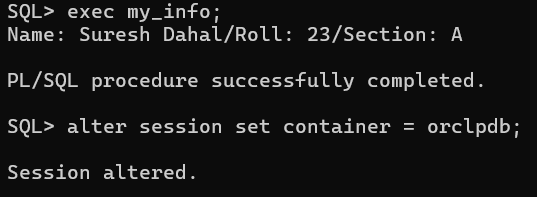 SQL> exec my_info;
Name: Suresh Dahal/Roll: 23/Section: A
PL/SQL procedure successfully completed.
SQL> alter session set container = orclpdb;
Session altered.